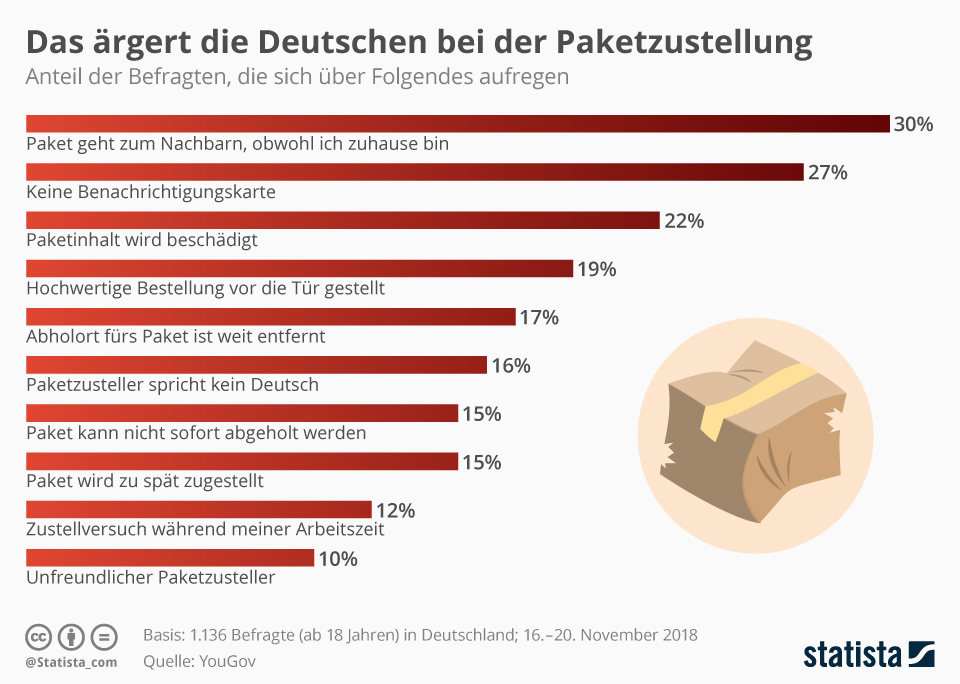 Das ärgert die Deutschen bei der Paketzustellung
Anteil der Befragten, die sich über Folgendes aufregen
30%
Paket geht zum Nachbarn, obwohl ich zuhause bin
27%
Keine Benachrichtigungskarte
22%
Paketinhalt wird beschädigt
19%
Hochwertige Bestellung vor die Tür gestellt
17%
Abholort fürs Paket ist weit entfernt
16%
Paketzusteller spricht kein Deutsch
15%
Paket kann nicht sofort abgeholt werden
15%
Paket wird zu spät zugestellt
12%
Zustellversuch während meiner Arbeitszeit
10%
Unfreundlicher Paketzusteller
cc
@Statista_com
Basis: 1.136 Befragte (ab 18 Jahren) in Deutschland; 16.–20. November 2018
Quelle: YouGov
statista